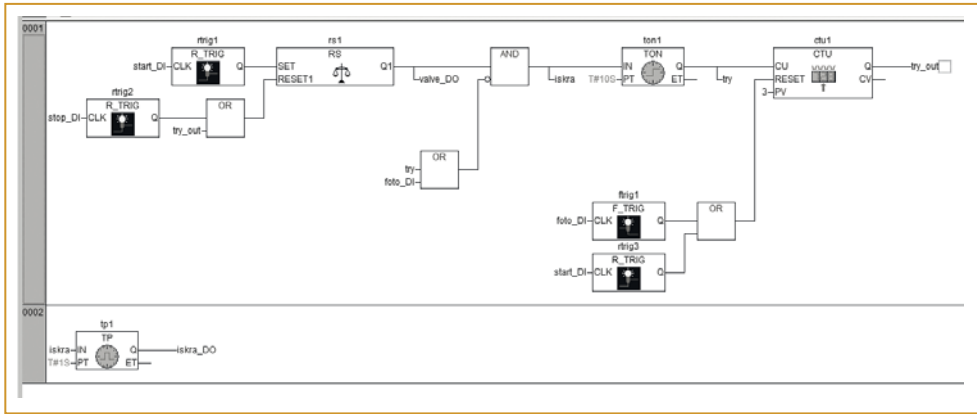 0001
rtrig1
R_TRIG
start_DI CLK Q
rs1
RS
SET Q1
RESET1
valve_DO
AND
iskra
ton1
TON
IN Q
T#10S PT ET
try
ctu1
CTU
CU Q
RESET CV
3 PV
try_out
rtrig2
R_TRIG
stop_DI CLK Q
OR
try_out
OR
try
foto_DI
ftrig1
F_TRIG
foto_DI CLK Q
OR
rtrig3
R_TRIG
start_DI CLK Q
0002
tp1
TP
iskra IN Q iskra_DO
T#1S PT ET